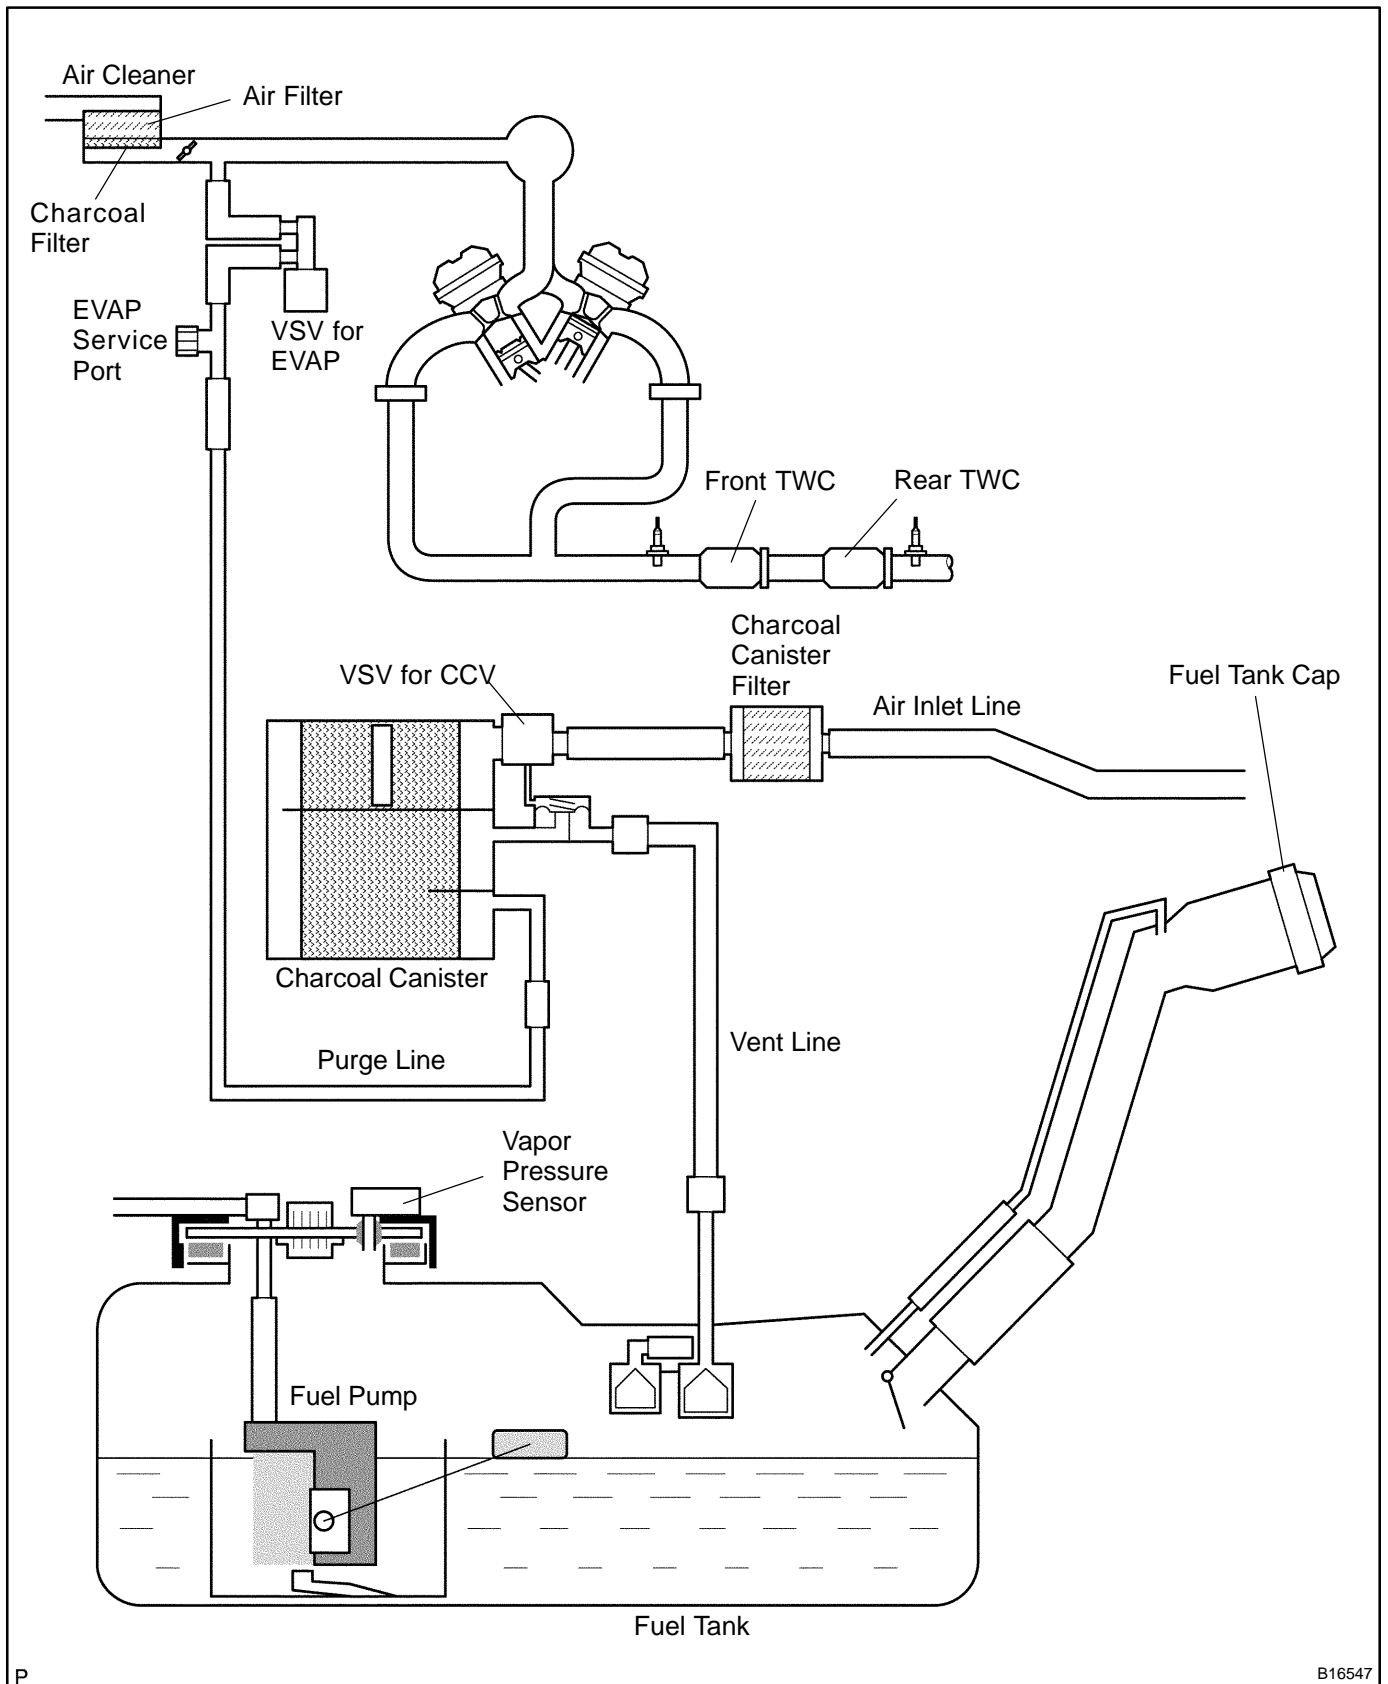 Air Cleaner
Air Filter
Charcoal
Filter
EVAP
Service
Port
VSV for
EVAP
Front TWC
Rear TWC
Charcoal
Canister
Filter
VSV for CCV
Air Inlet Line
Fuel Tank Cap
Charcoal Canister
Purge Line
Vent Line
Vapor
Pressure
Sensor
Fuel Pump
Fuel Tank
P
B16547